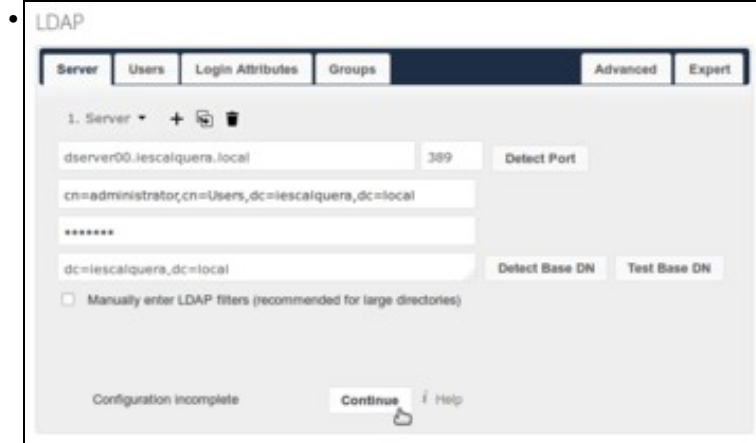 LDAP
Server Users Login Attributes Groups Advanced Expert
1. Server
dserver00.iescalquera.local 389 Detect Port
cn=administrator,cn=Users,dc=iescalquera,dc=local
•••••••
dc=iescalquera,dc=local Detect Base DN Test Base DN
Manually enter LDAP filters (recommended for large directories)
Configuration incomplete Continue i Help